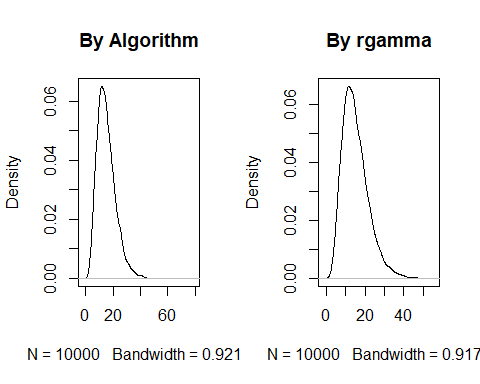 By Algorithm
Density
0.00 0.02 0.04 0.06
0 20 60
N = 10000 Bandwidth = 0.921
By rgamma
Density
0.00 0.02 0.04 0.06
0 20 40
N = 10000 Bandwidth = 0.917